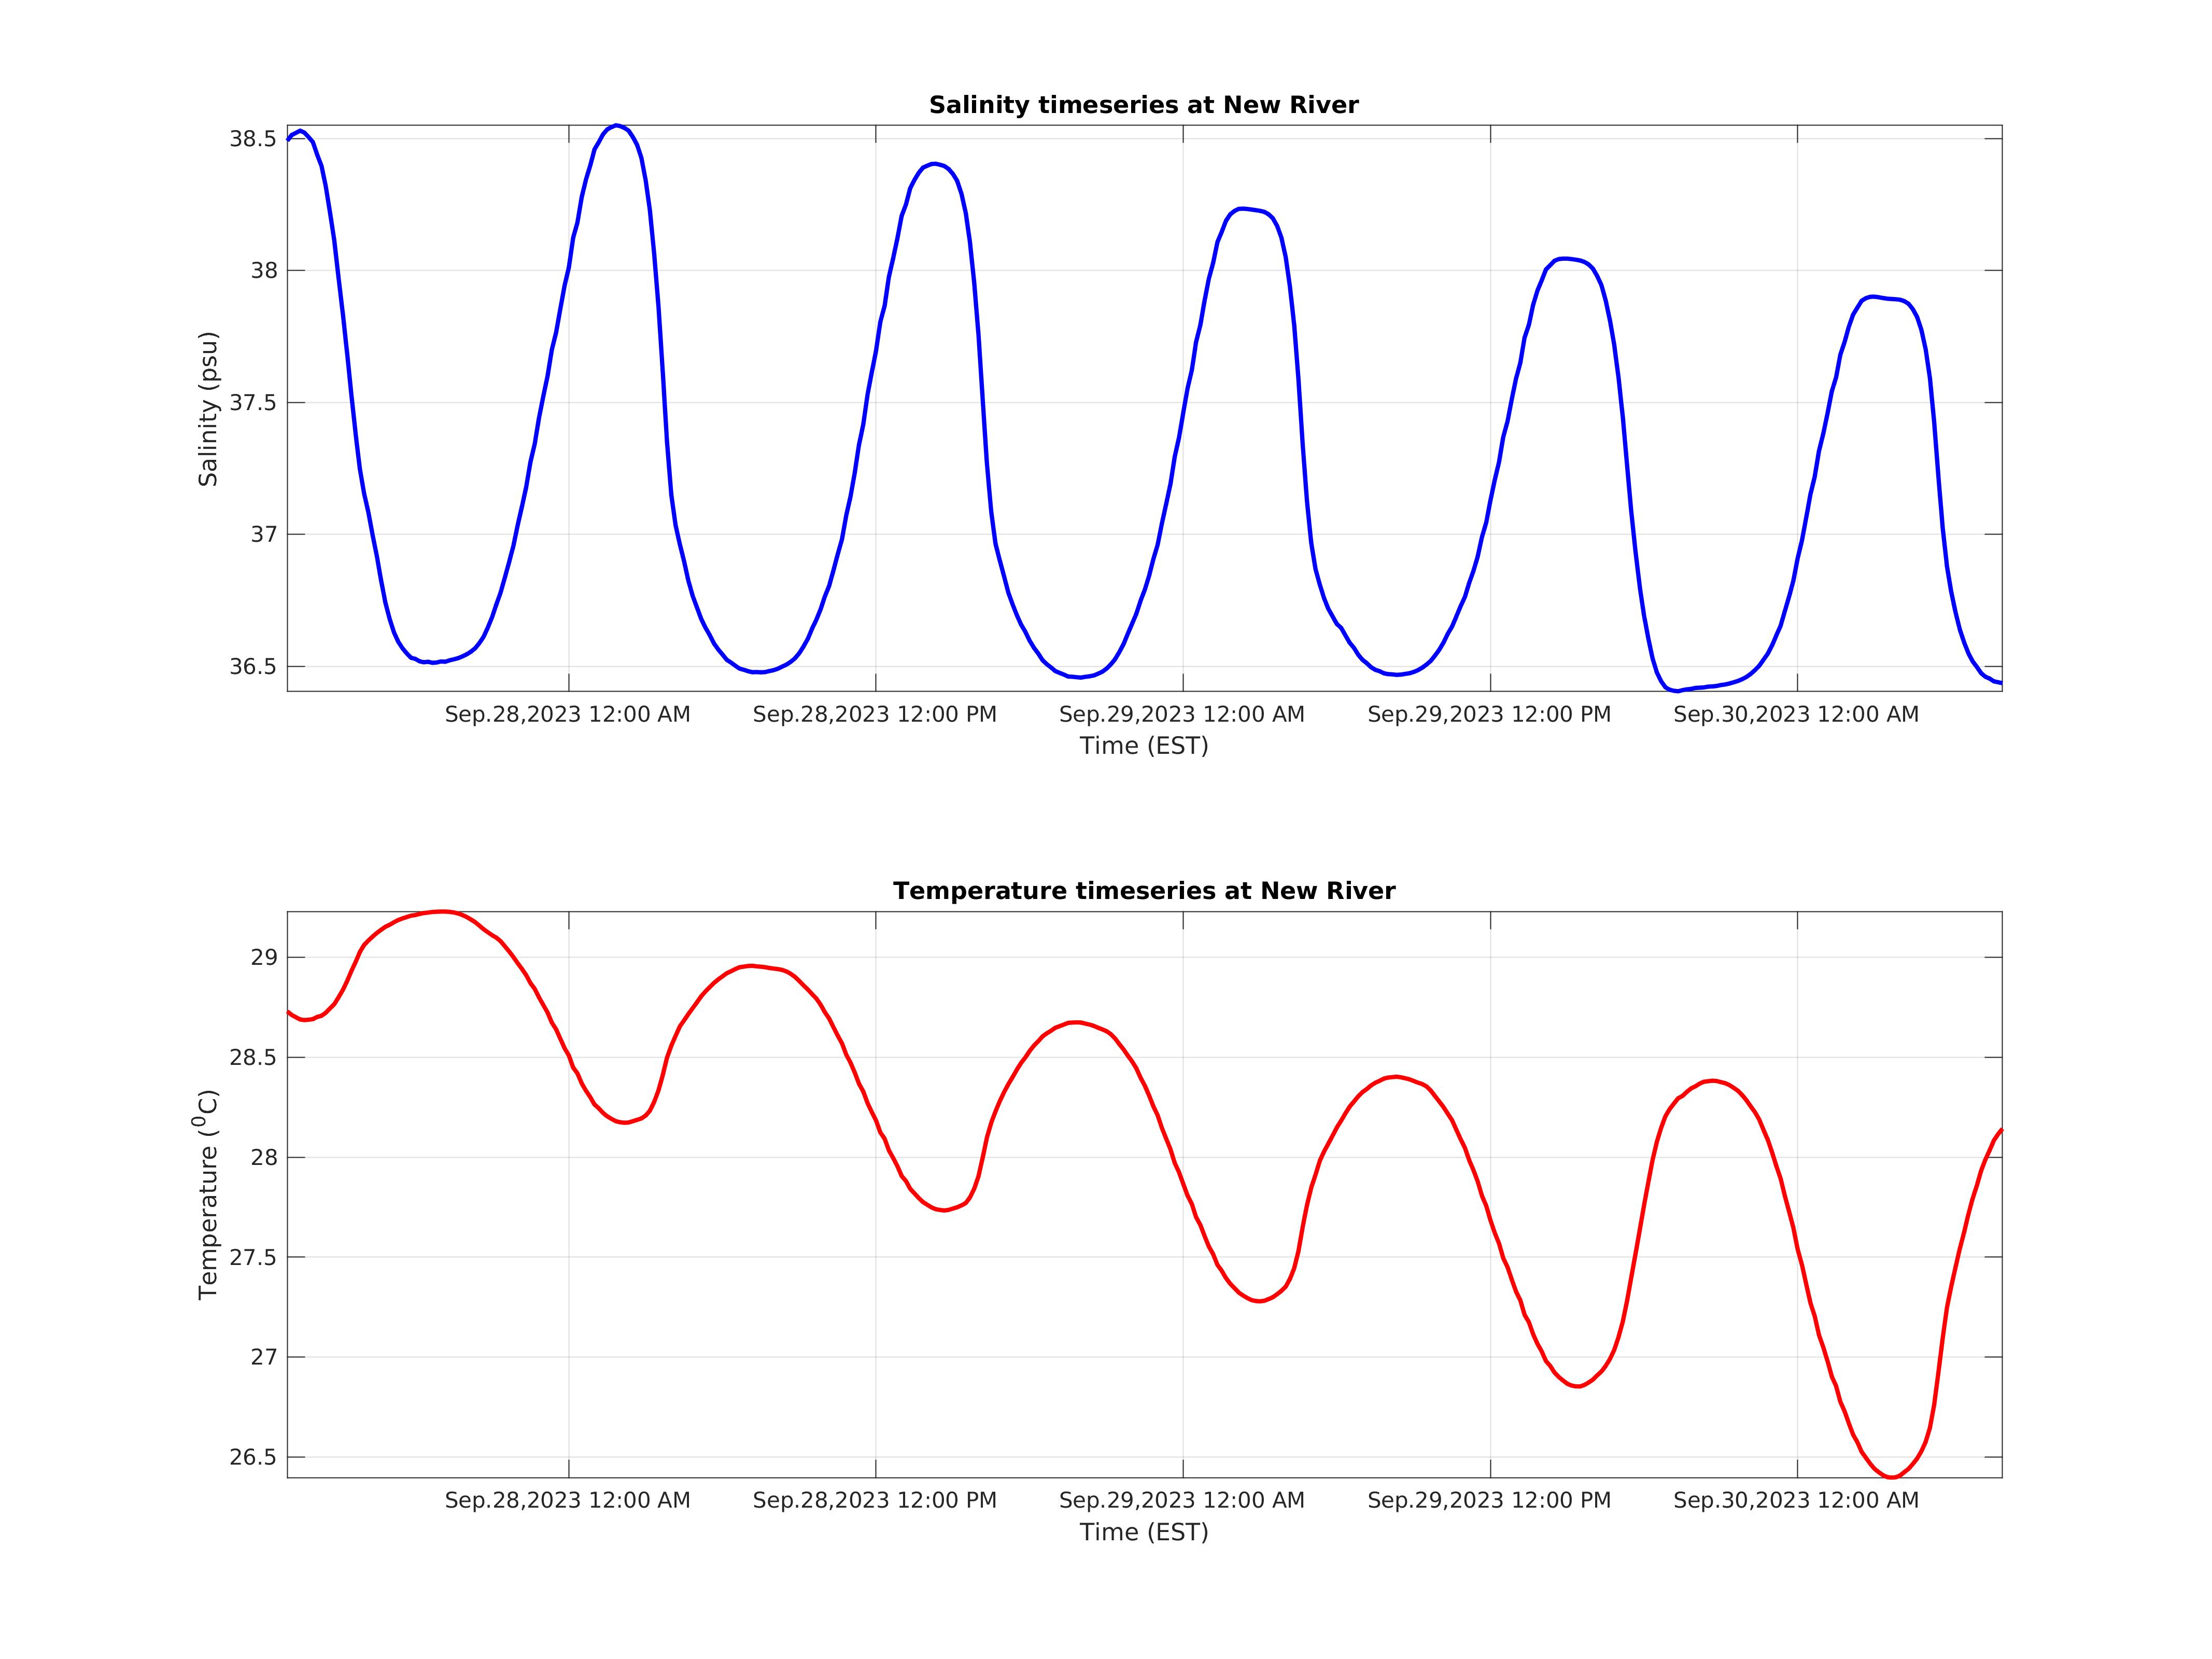 Salinity timeseries at New River
38.5
38
37.5
37
36.5
Salinity (psu)
Sep.28,2023 12:00 AM Sep.28,2023 12:00 PM Sep.29,2023 12:00 AM Sep.29,2023 12:00 PM Sep.30,2023 12:00 AM
Time (EST)
Temperature timeseries at New River
29
28.5
28
27.5
27
26.5
Temperature (⁰C)
Sep.28,2023 12:00 AM Sep.28,2023 12:00 PM Sep.29,2023 12:00 AM Sep.29,2023 12:00 PM Sep.30,2023 12:00 AM
Time (EST)